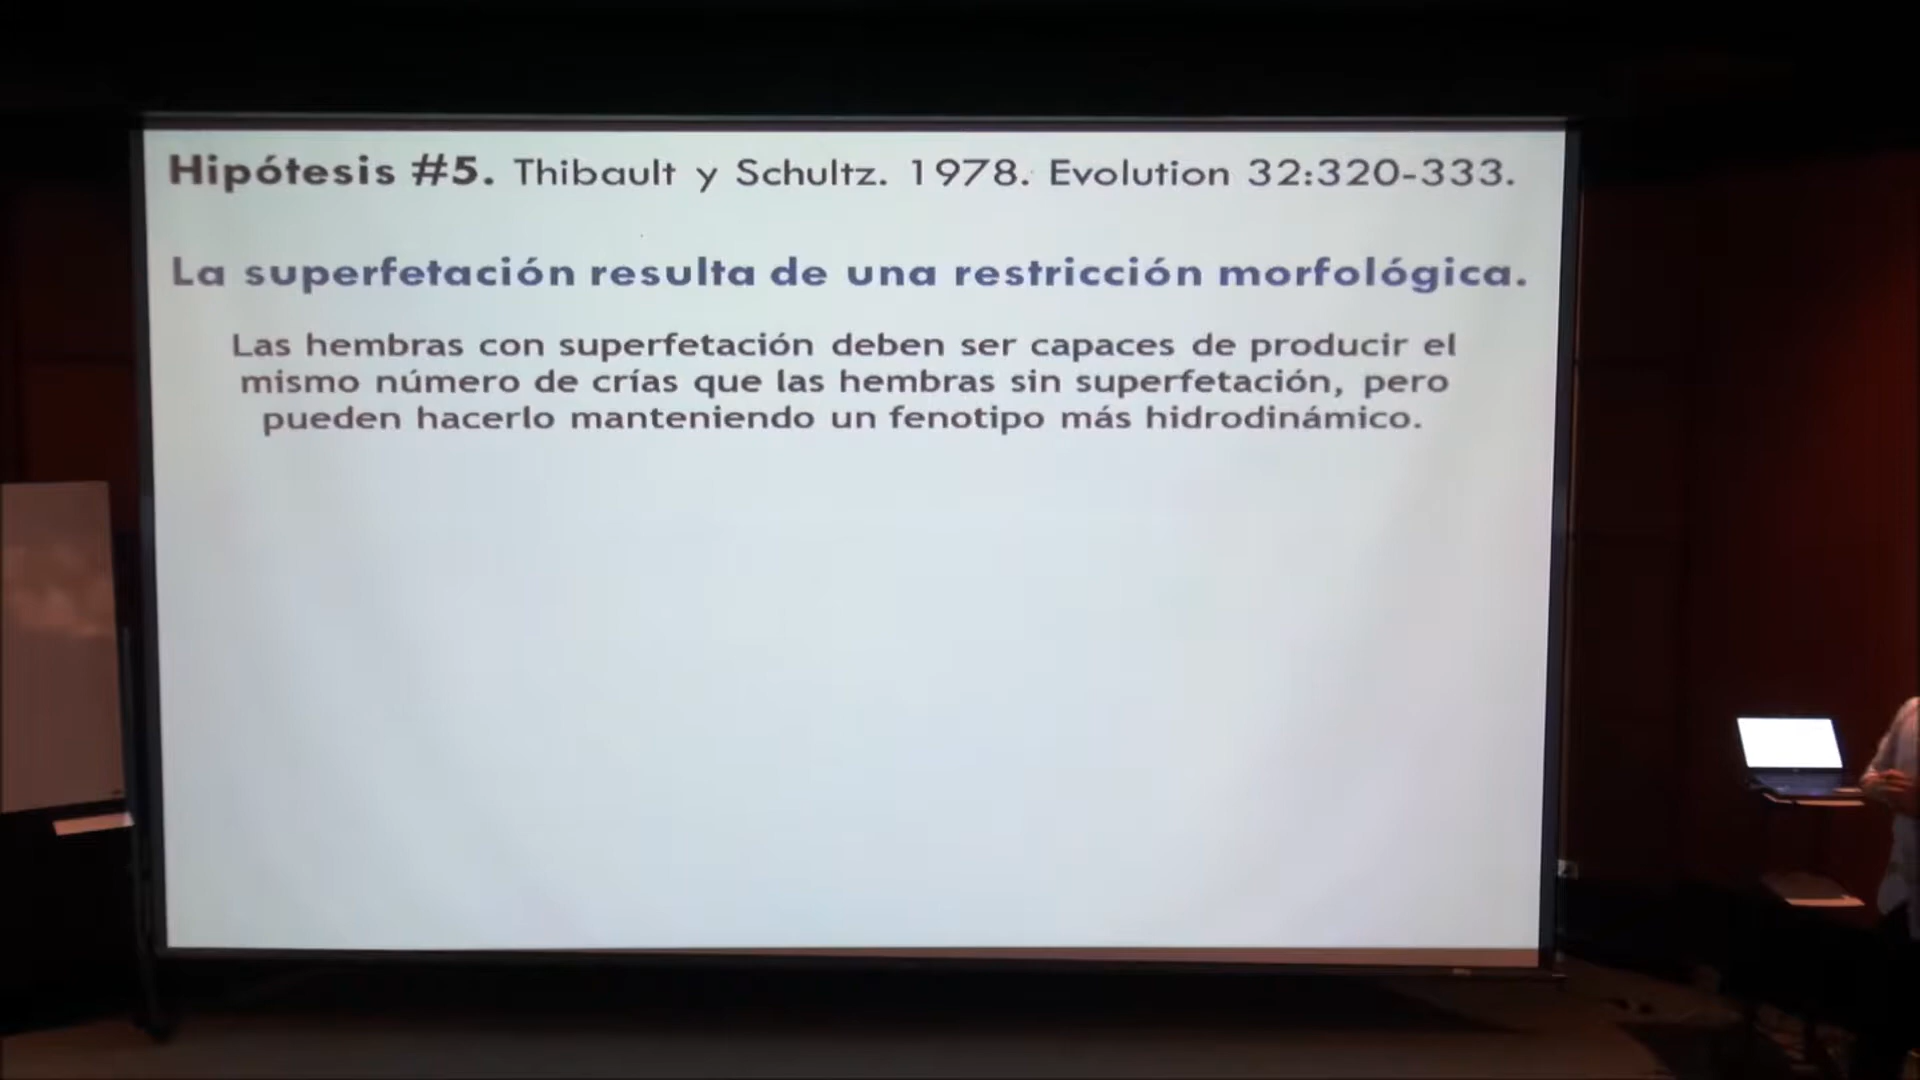 Hipótesis #5. Thibault y Schultz. 1978. Evolution 32:320-333.
La superfetación resulta de una restricción morfológica.
Las hembras con superfetación deben ser capaces de producir el
mismo número de crías que las hembras sin superfetación, pero
pueden hacerlo manteniendo un fenotipo más hidrodinámico.